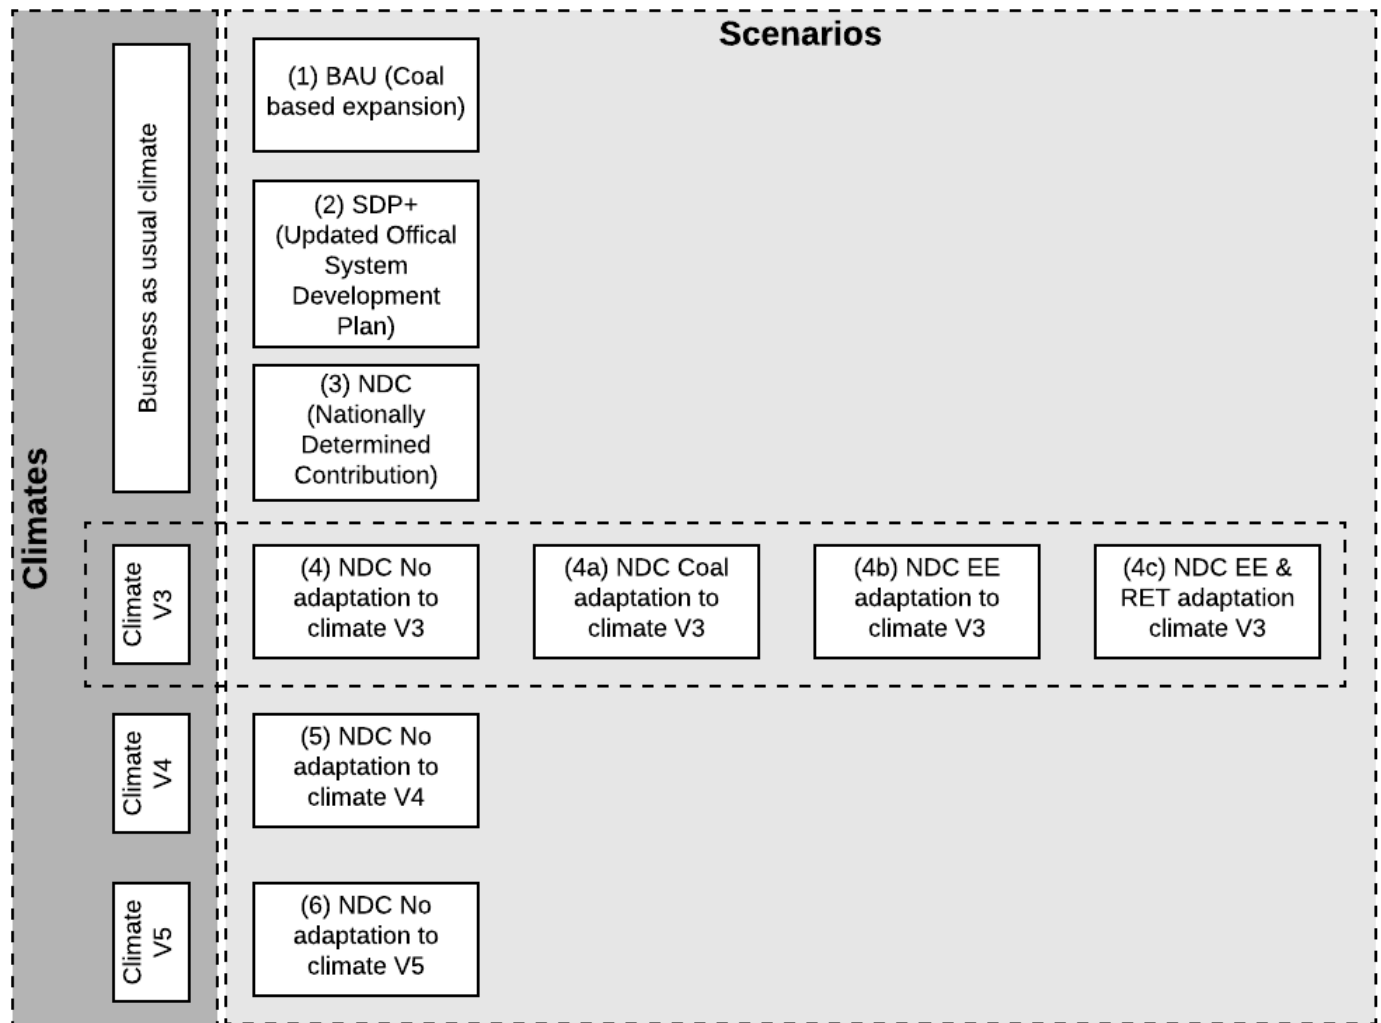 Scenarios
Climates
Business as usual climate
(1) BAU (Coal
based expansion)
(2) SDP+
(Updated Offical
System
Development
Plan)
(3) NDC
(Nationally
Determined
Contribution)
Climate
V3
(4) NDC No
adaptation to
climate V3
(4a) NDC Coal
adaptation to
climate V3
(4b) NDC EE
adaptation to
climate V3
(4c) NDC EE &
RET adaptation
climate V3
Climate
V4
(5) NDC No
adaptation to
climate V4
Climate
V5
(6) NDC No
adaptation to
climate V5